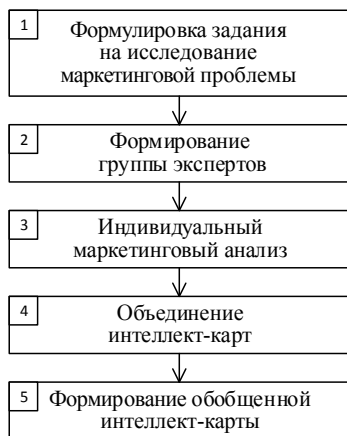 1
Формулировка задания
на исследование
маркетинговой проблемы
2
Формирование
группы экспертов
3
Индивидуальный
маркетинговый анализ
4
Объединение
интеллект-карт
5
Формирование обобщенной
интеллект-карты